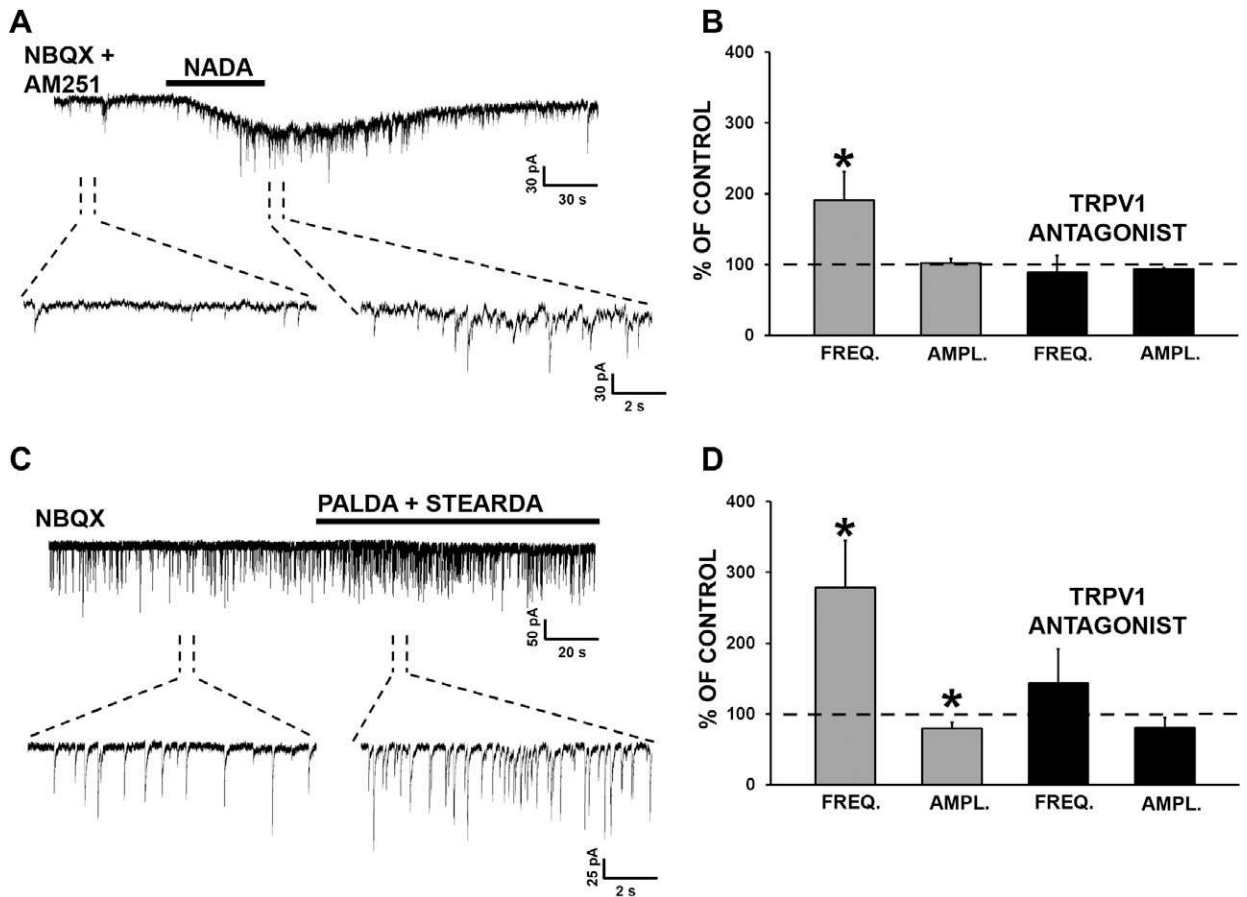 A
NBQX +
AM251
NADA
30 pA
30 s
30 pA
2 s
B
% OF CONTROL
400
300
200
100
0
*
TRPV1
ANTAGONIST
FREQ.
AMPL.
FREQ.
AMPL.
C
NBQX
PALDA + STEARDA
50 pA
20 s
25 pA
2 s
D
% OF CONTROL
400
300
200
100
0
*
*
TRPV1
ANTAGONIST
FREQ.
AMPL.
FREQ.
AMPL.